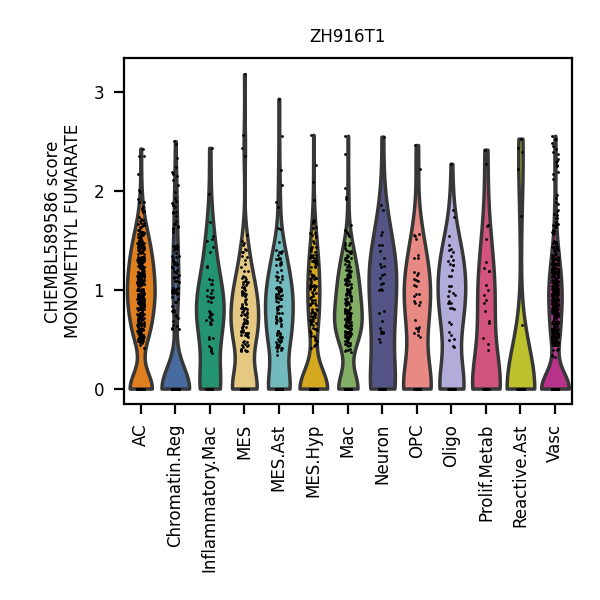 ZH916T1
CHEMBL589586 score
MONOMETHYL FUMARATE
3
2
1
0
AC
Chromatin.Reg
Inflammatory.Mac
MES
MES.Ast
MES.Hyp
Mac
Neuron
OPC
Oligo
Prolif.Metab
Reactive.Ast
Vasc